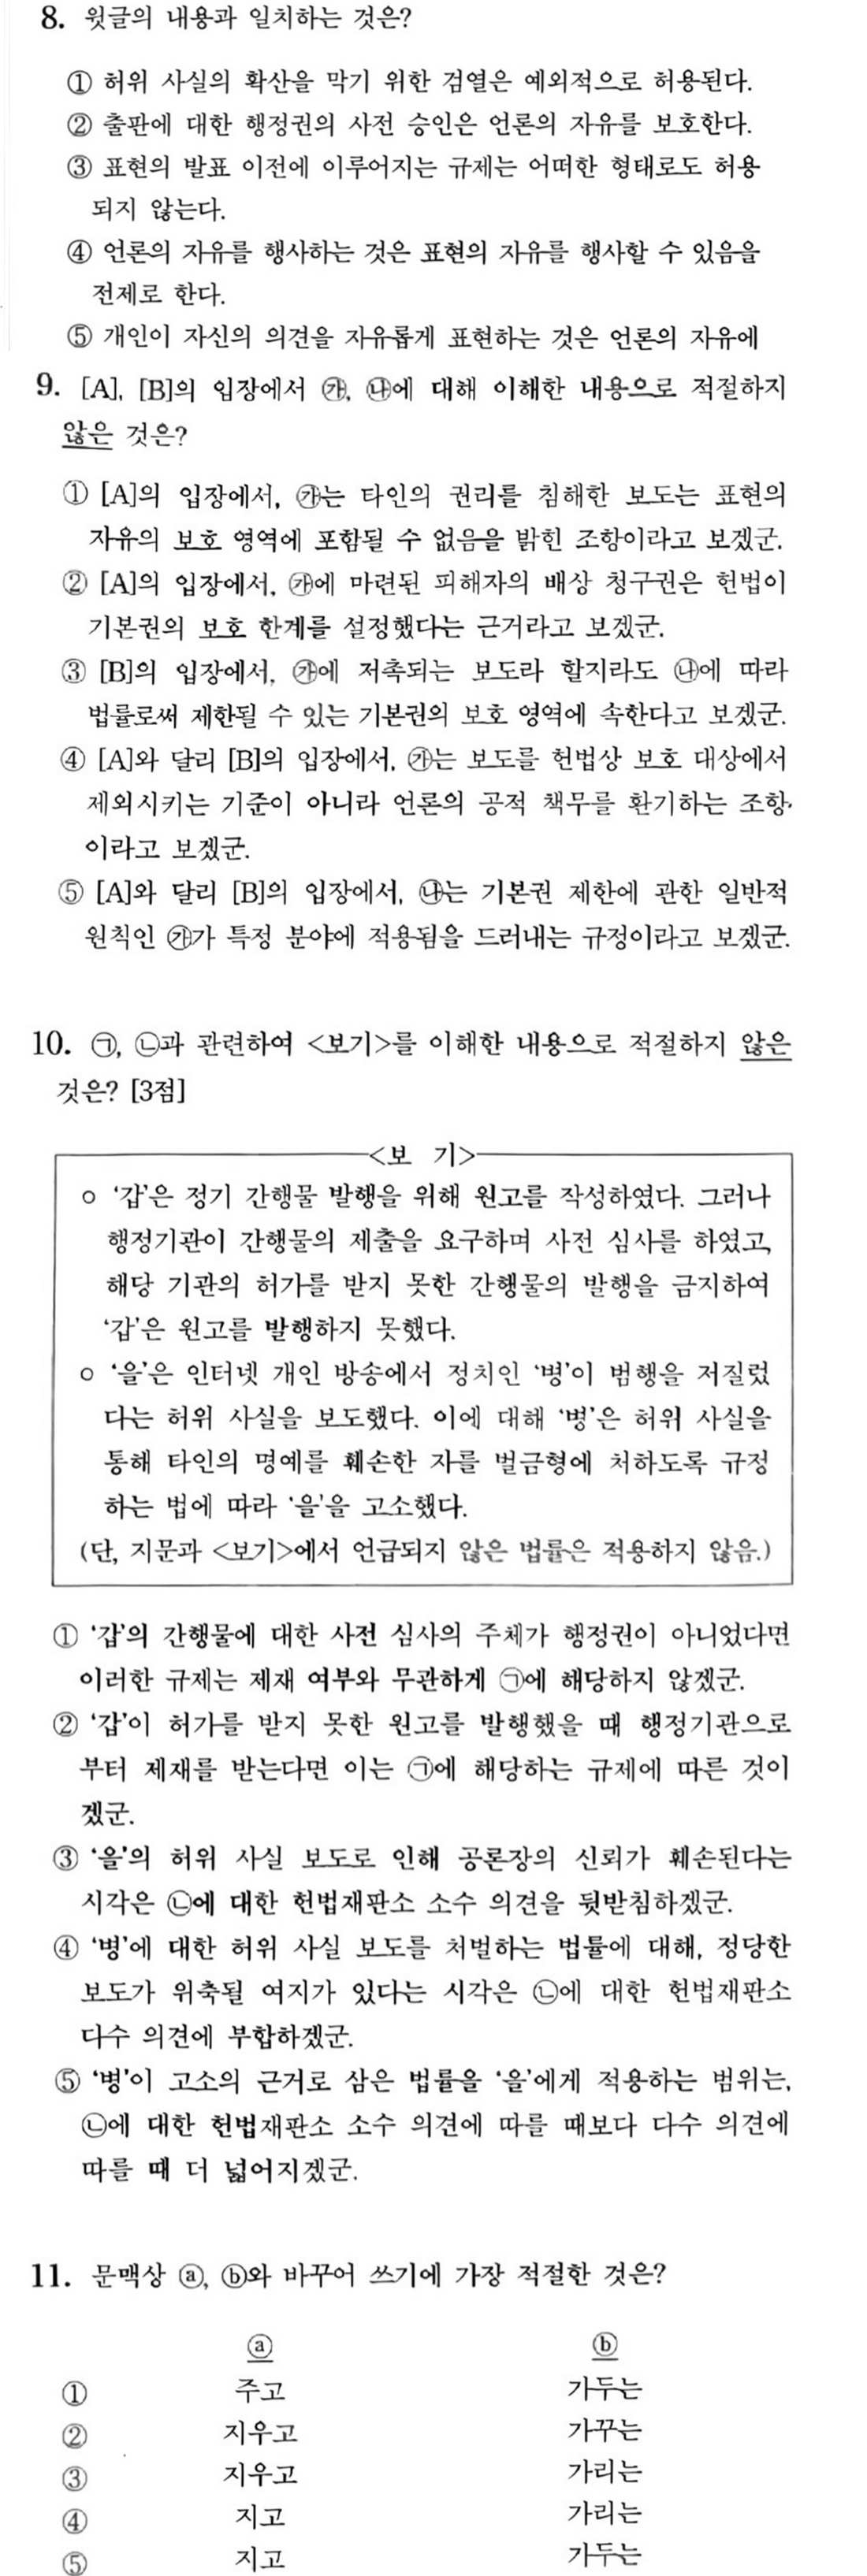 8. 윗글의 내용과 일치하는 것은?
① 허위 사실의 확산을 막기 위한 검열은 예외적으로 허용된다.
② 출판에 대한 행정권의 사전 승인은 언론의 자유를 보호한다.
③ 표현의 발표 이전에 이루어지는 규제는 어떠한 형태로도 허용
되지 않는다.
④ 언론의 자유를 행사하는 것은 표현의 자유를 행사할 수 있음을
전제로 한다.
⑤ 개인이 자신의 의견을 자유롭게 표현하는 것은 언론의 자유에
9. [A], [B]의 입장에서 ㉮, ㉯에 대해 이해한 내용으로 적절하지
않은 것은?
① [A]의 입장에서, ㉮는 타인의 권리를 침해한 보도는 표현의
자유의 보호 영역에 포함될 수 없음을 밝힌 조항이라고 보겠군.
② [A]의 입장에서, ㉮에 마련된 피해자의 배상 청구권은 헌법이
기본권의 보호 한계를 설정했다는 근거라고 보겠군.
③ [B]의 입장에서, ㉮에 저촉되는 보도라 할지라도 ㉯에 따라
법률로써 제한될 수 있는 기본권의 보호 영역에 속한다고 보겠군.
④ [A]와 달리 [B]의 입장에서, ㉮는 보도를 헌법상 보호 대상에서
제외시키는 기준이 아니라 언론의 공적 책무를 환기하는 조항
이라고 보겠군.
⑤ [A]와 달리 [B]의 입장에서, ㉯는 기본권 제한에 관한 일반적
원칙인 ㉮가 특정 분야에 적용됨을 드러내는 규정이라고 보겠군.
10. ㉠, ㉡과 관련하여 <보기>를 이해한 내용으로 적절하지 않은
것은? [3점]
<보 기>
○ ‘갑’은 정기 간행물 발행을 위해 원고를 작성하였다. 그러나
행정기관이 간행물의 제출을 요구하며 사전 심사를 하였고,
해당 기관의 허가를 받지 못한 간행물의 발행을 금지하여
‘갑’은 원고를 발행하지 못했다.
○ ‘을’은 인터넷 개인 방송에서 정치인 ‘병’이 범행을 저질렀
다는 허위 사실을 보도했다. 이에 대해 ‘병’은 허위 사실을
통해 타인의 명예를 훼손한 자를 벌금형에 처하도록 규정
하는 법에 따라 ‘을’을 고소했다.
(단, 지문과 <보기>에서 언급되지 않은 법률은 적용하지 않음.)
① ‘갑’의 간행물에 대한 사전 심사의 주체가 행정권이 아니었다면
이러한 규제는 제재 여부와 무관하게 ㉠에 해당하지 않겠군.
② ‘갑’이 허가를 받지 못한 원고를 발행했을 때 행정기관으로
부터 제재를 받는다면 이는 ㉠에 해당하는 규제에 따른 것이
겠군.
③ ‘을’의 허위 사실 보도로 인해 공론장의 신뢰가 훼손된다는
시각은 ㉡에 대한 헌법재판소 소수 의견을 뒷받침하겠군.
④ ‘병’에 대한 허위 사실 보도를 처벌하는 법률에 대해, 정당한
보도가 위축될 여지가 있다는 시각은 ㉡에 대한 헌법재판소
다수 의견에 부합하겠군.
⑤ ‘병’이 고소의 근거로 삼은 법률을 ‘을’에게 적용하는 범위는,
㉡에 대한 헌법재판소 소수 의견에 따를 때보다 다수 의견에
따를 때 더 넓어지겠군.
11. 문맥상 ⓐ, ⓑ와 바꾸어 쓰기에 가장 적절한 것은?
ⓐ ⓑ
① 주고 가두는
② 지우고 가꾸는
③ 지우고 가리는
④ 지고 가리는
⑤ 지고 가두는